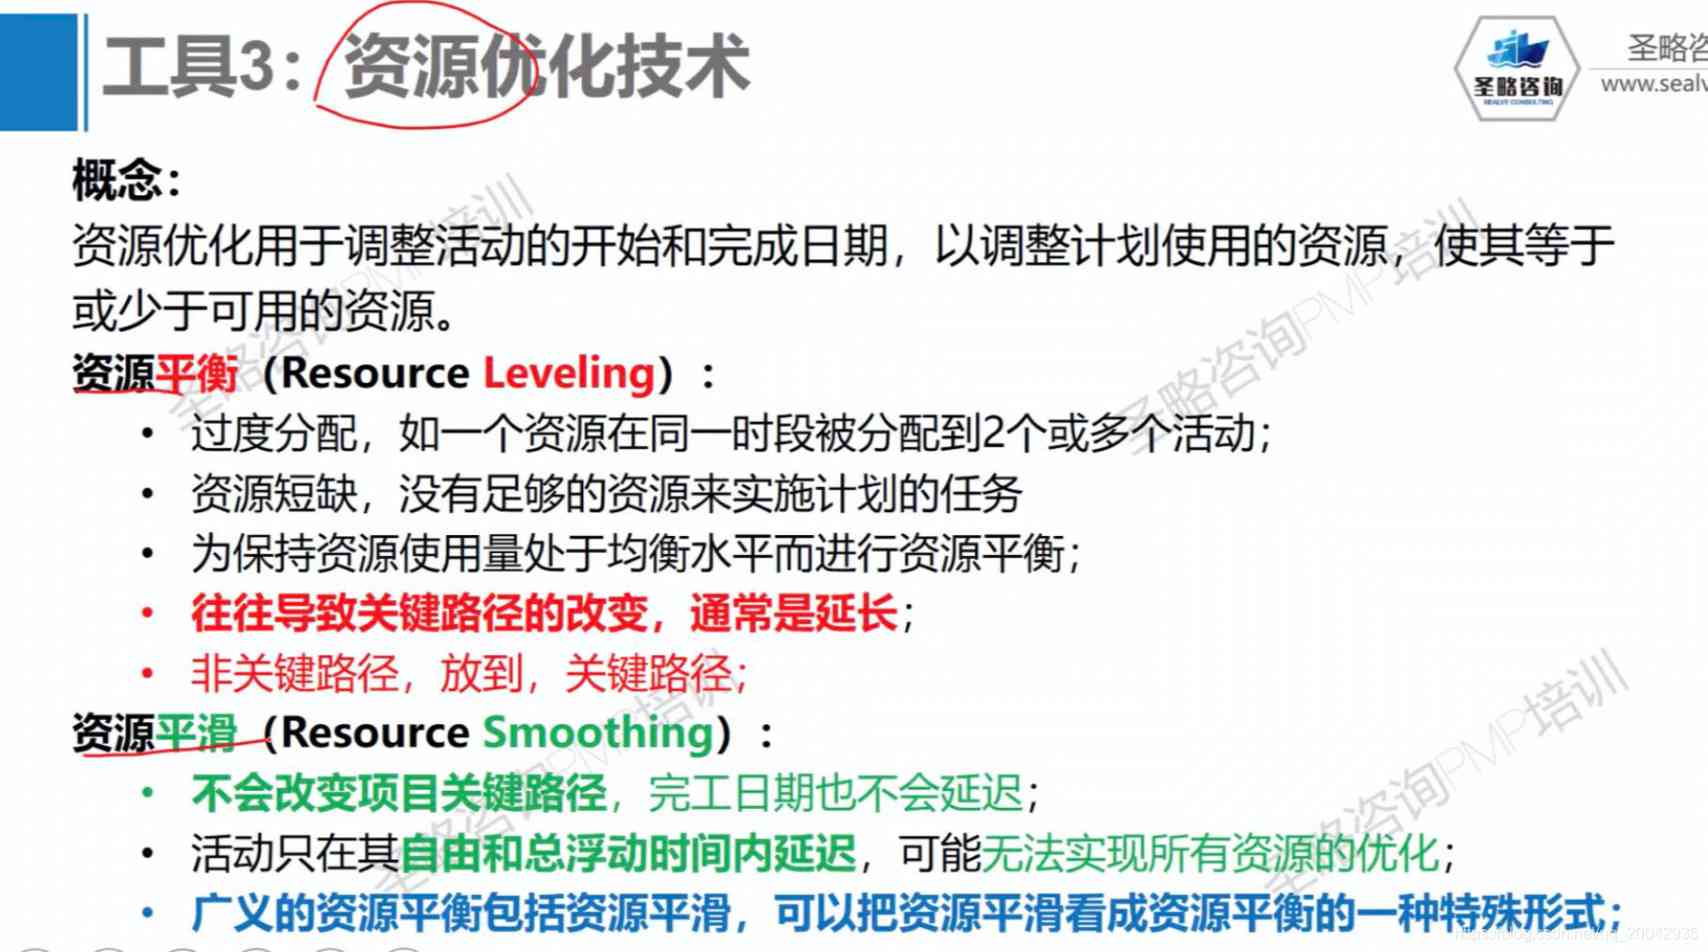 工具3：资源优化技术
圣略咨询
SEALVE CONSULTING
圣略咨
www.sealv
概念：
资源优化用于调整活动的开始和完成日期，以调整计划使用的资源，使其等于
或少于可用的资源。
资源平衡（Resource Leveling）：
• 过度分配，如一个资源在同一时段被分配到2个或多个活动；
• 资源短缺，没有足够的资源来实施计划的任务
• 为保持资源使用量处于均衡水平而进行资源平衡；
• 往往导致关键路径的改变，通常是延长；
• 非关键路径，放到，关键路径；
资源平滑（Resource Smoothing）：
• 不会改变项目关键路径，完工日期也不会延迟；
• 活动只在其自由和总浮动时间内延迟，可能无法实现所有资源的优化；
• 广义的资源平衡包括资源平滑，可以把资源平滑看成资源平衡的一种特殊形式；
圣略咨询PMP培训
圣略咨询PMP培训
圣略咨询PMP培训
圣略咨询PMP培训